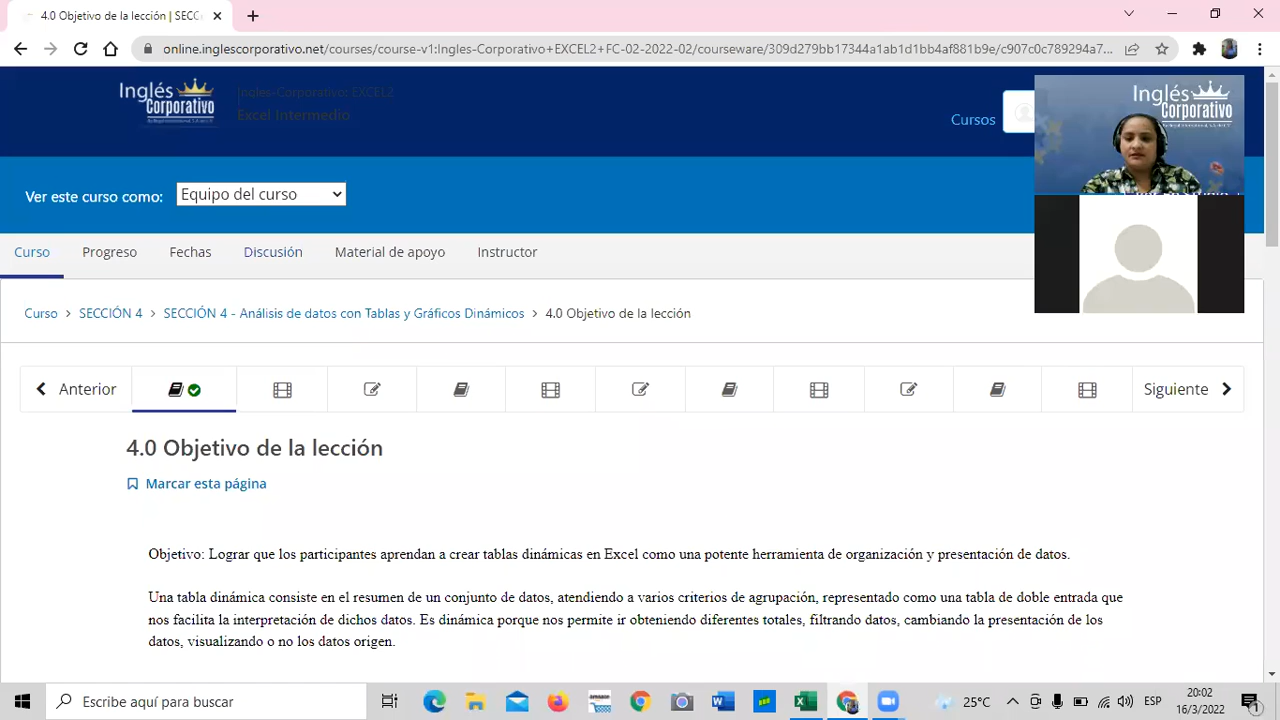 4.0 Objetivo de la lección | SECC
online.inglescorporativo.net/courses/course-v1:Ingles-Corporativo+EXCEL2+FC-02-2022-02/courseware/309d279bb17344a1ab1d1bb4af881b9e/c907c0c789294a7...
Inglés Corporativo
Ingles-Corporativo: EXCEL2
Excel Intermedio
Cursos
Inglés Corporativo
Ver este curso como:
Equipo del curso
Curso
Progreso
Fechas
Discusión
Material de apoyo
Instructor
Curso > SECCIÓN 4 > SECCIÓN 4 - Análisis de datos con Tablas y Gráficos Dinámicos > 4.0 Objetivo de la lección
Anterior
Siguiente
4.0 Objetivo de la lección
Marcar esta página
Objetivo: Lograr que los participantes aprendan a crear tablas dinámicas en Excel como una potente herramienta de organización y presentación de datos.
Una tabla dinámica consiste en el resumen de un conjunto de datos, atendiendo a varios criterios de agrupación, representado como una tabla de doble entrada que
nos facilita la interpretación de dichos datos. Es dinámica porque nos permite ir obteniendo diferentes totales, filtrando datos, cambiando la presentación de los
datos, visualizando o no los datos origen.
Escribe aquí para buscar
25°C
ESP
20:02
16/3/2022